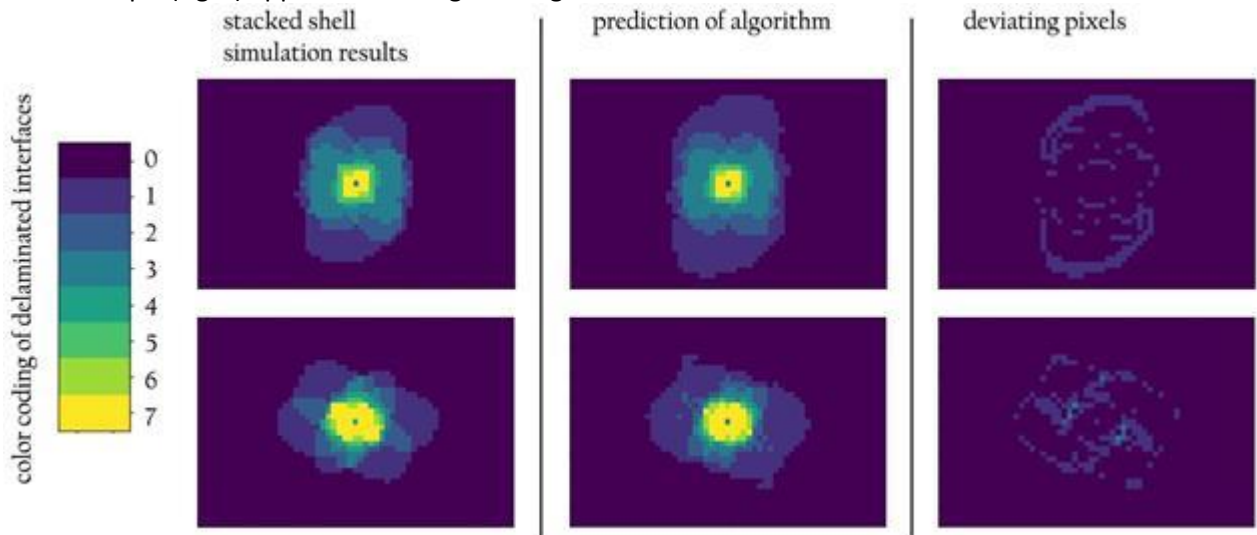 stacked shell
simulation results
prediction of algorithm
deviating pixels
color coding of delaminated interfaces
0
1
2
3
4
5
6
7